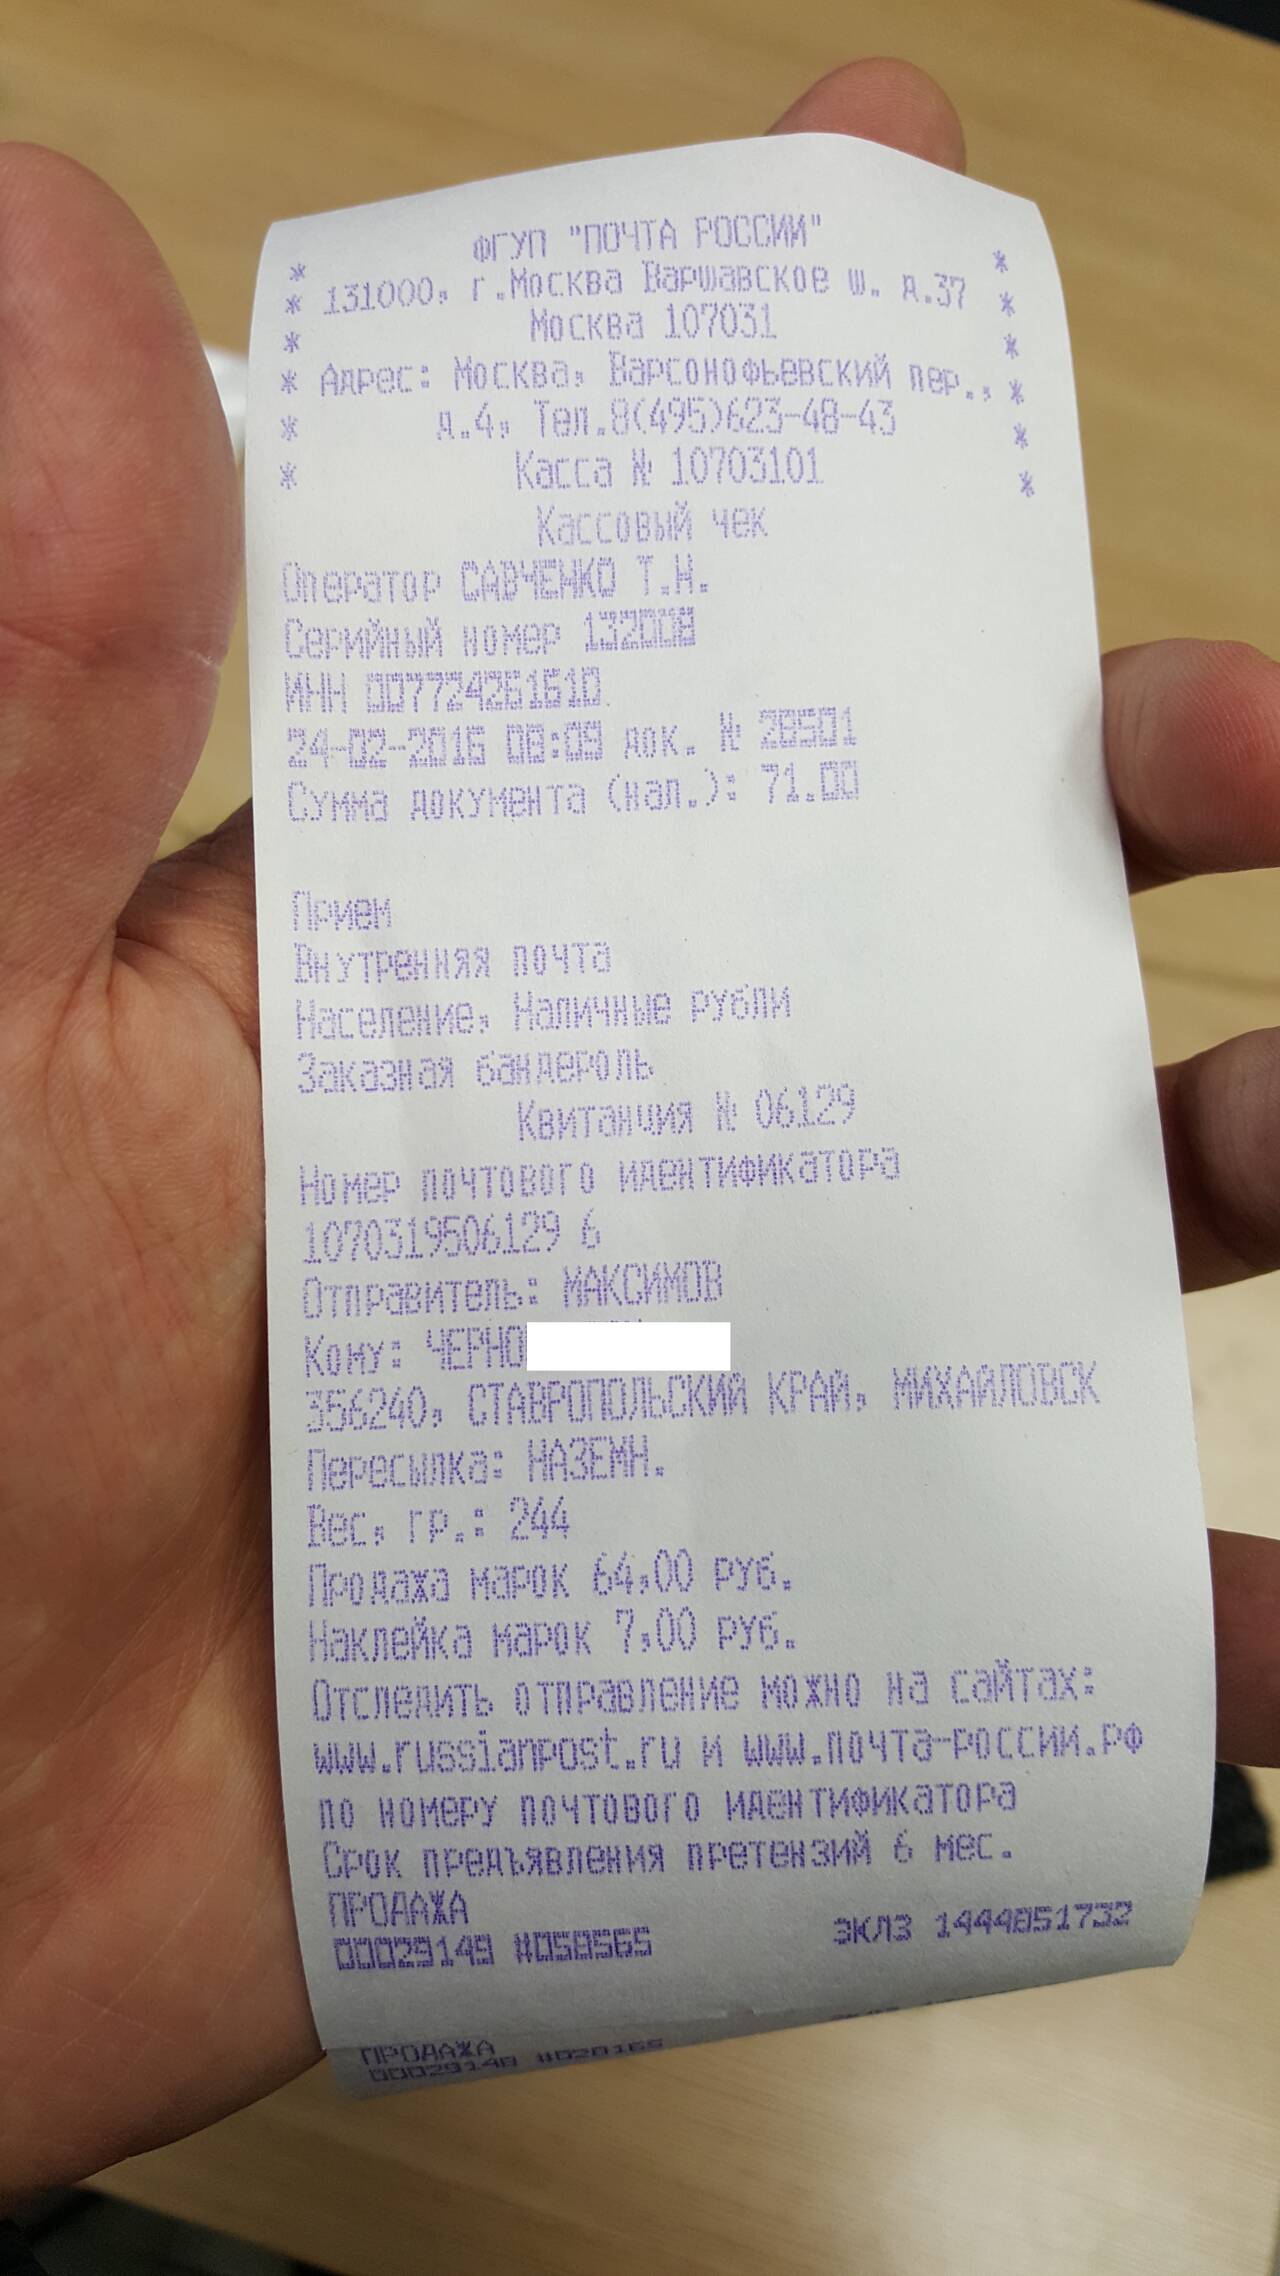 ФГУП "ПОЧТА РОССИИ"
* 131000, г.Москва Варшавское ш. д.37 *
* Москва 107031 *
* Адрес: Москва, Варсонофьевский пер., *
* д.4, Тел.8(495)623-48-43 *
* Касса № 10703101 *
Кассовый чек
Оператор САВЧЕНКО Т.Н.
Серийный номер 132008
ИНН 007724261610
24-02-2016 08:09 док. № 28501
Сумма документа (нал.): 71.00
Прием
Внутренняя почта
Население, Наличные рубли
Заказная бандероль
Квитанция № 06129
Номер почтового идентификатора
1070319506129 6
Отправитель: МАКСИМОВ
Кому: ЧЕРНО
356240, СТАВРОПОЛЬСКИЙ КРАЙ, МИХАЙЛОВСК
Пересылка: НАЗЕМН.
Вес, гр.: 244
Продажа марок 64,00 руб.
Наклейка марок 7,00 руб.
Отследить отправление можно на сайтах:
www.russianpost.ru и www.почта-россии.рф
по номеру почтового идентификатора
Срок предъявления претензий 6 мес.
ПРОДАЖА
00029149 #058565 ЭКЛЗ 1444851732
ПРОДАЖА
00029148 #020165